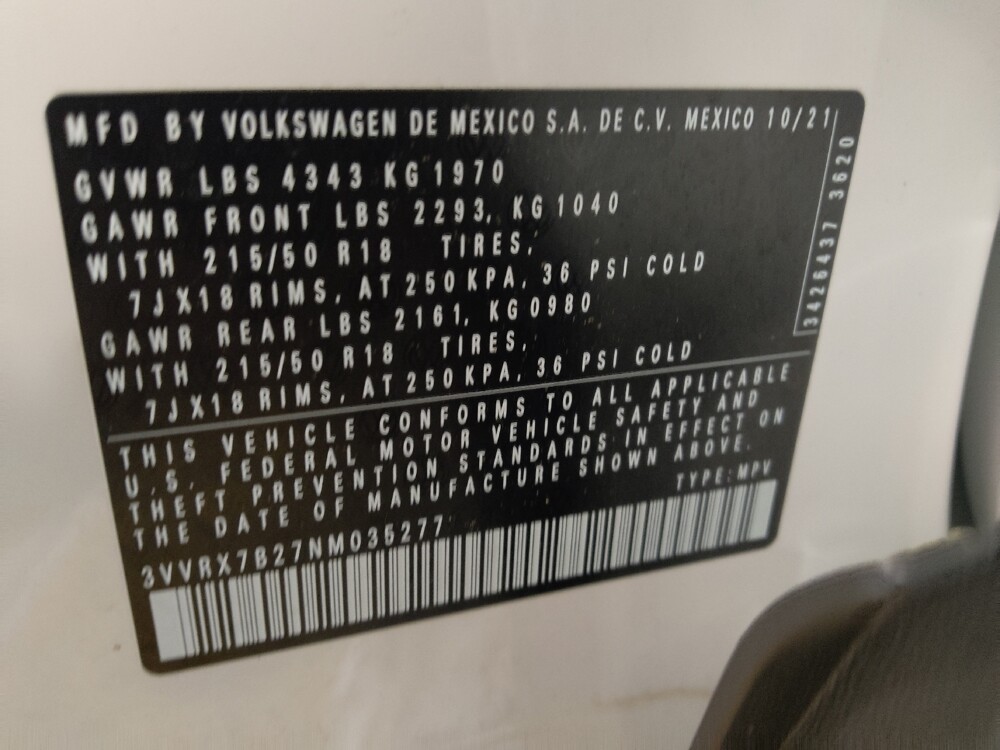 MFD BY VOLKSWAGEN DE MEXICO S.A. DE C.V. MEXICO 10/21
GVWR LBS 4343 KG 1970
GAWR FRONT LBS 2293, KG 1040
WITH 215/50 R18 TIRES,
7JX18 RIMS, AT 250 KPA, 36 PSI COLD
GAWR REAR LBS 2161, KG 0980
WITH 215/50 R18 TIRES,
7JX18 RIMS, AT 250 KPA, 36 PSI COLD
3426437 3620
THIS VEHICLE CONFORMS TO ALL APPLICABLE
U.S. FEDERAL MOTOR VEHICLE SAFETY AND
THEFT PREVENTION STANDARDS IN EFFECT ON
THE DATE OF MANUFACTURE SHOWN ABOVE.
TYPE: MPV
3VVRX7B27NM035277